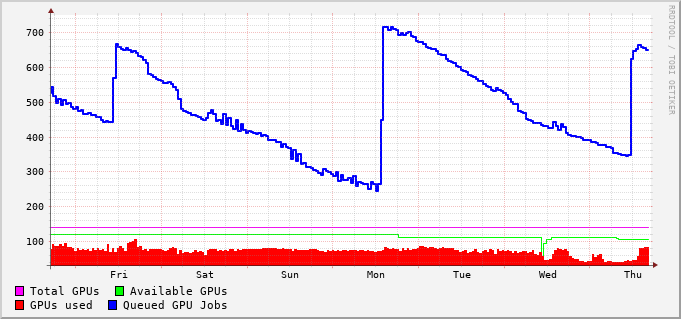 700
600
500
400
300
200
100
Fri Sat Sun Mon Tue Wed Thu
Total GPUs Available GPUs
GPUs used Queued GPU Jobs
RRDTOOL / TOBI OETIKER